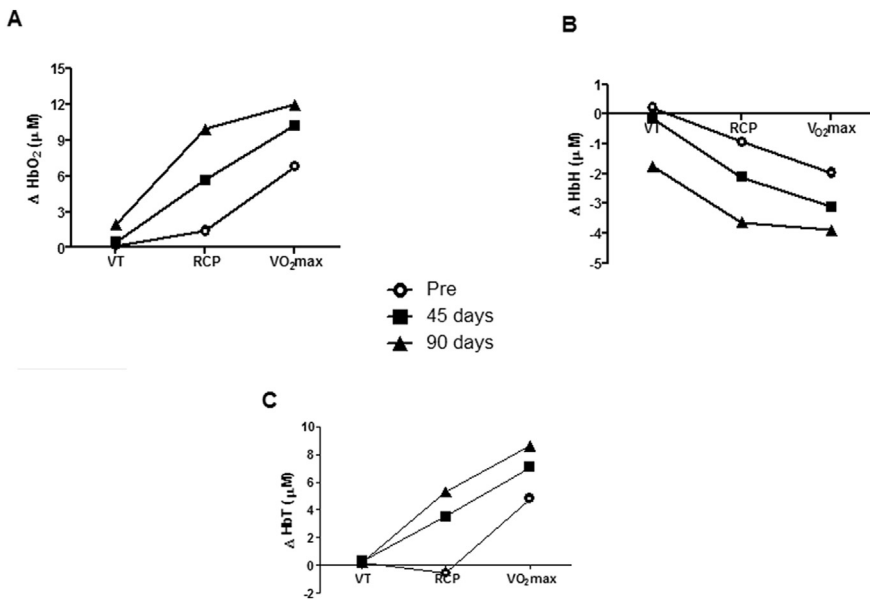 A
15
12
9
6
3
0
Δ HbO₂ (μM)
VT RCP VO₂max
B
1
0
-1
-2
-3
-4
-5
Δ HbH (μM)
VT RCP VO₂max
Pre
45 days
90 days
C
10
8
6
4
2
0
-2
Δ HbT (μM)
VT RCP VO₂max